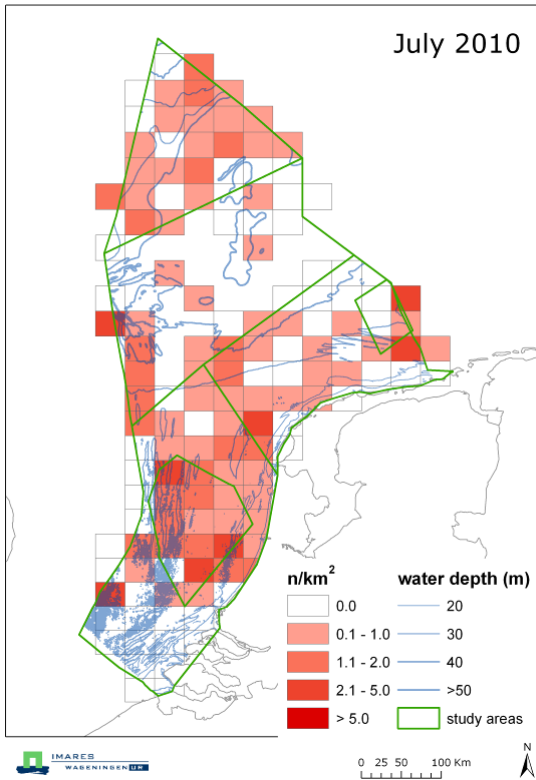 July 2010
n/km²
0.0
0.1 - 1.0
1.1 - 2.0
2.1 - 5.0
> 5.0
water depth (m)
20
30
40
>50
study areas
IMARES
WAGENINGEN UR
N
0 25 50 100 Km